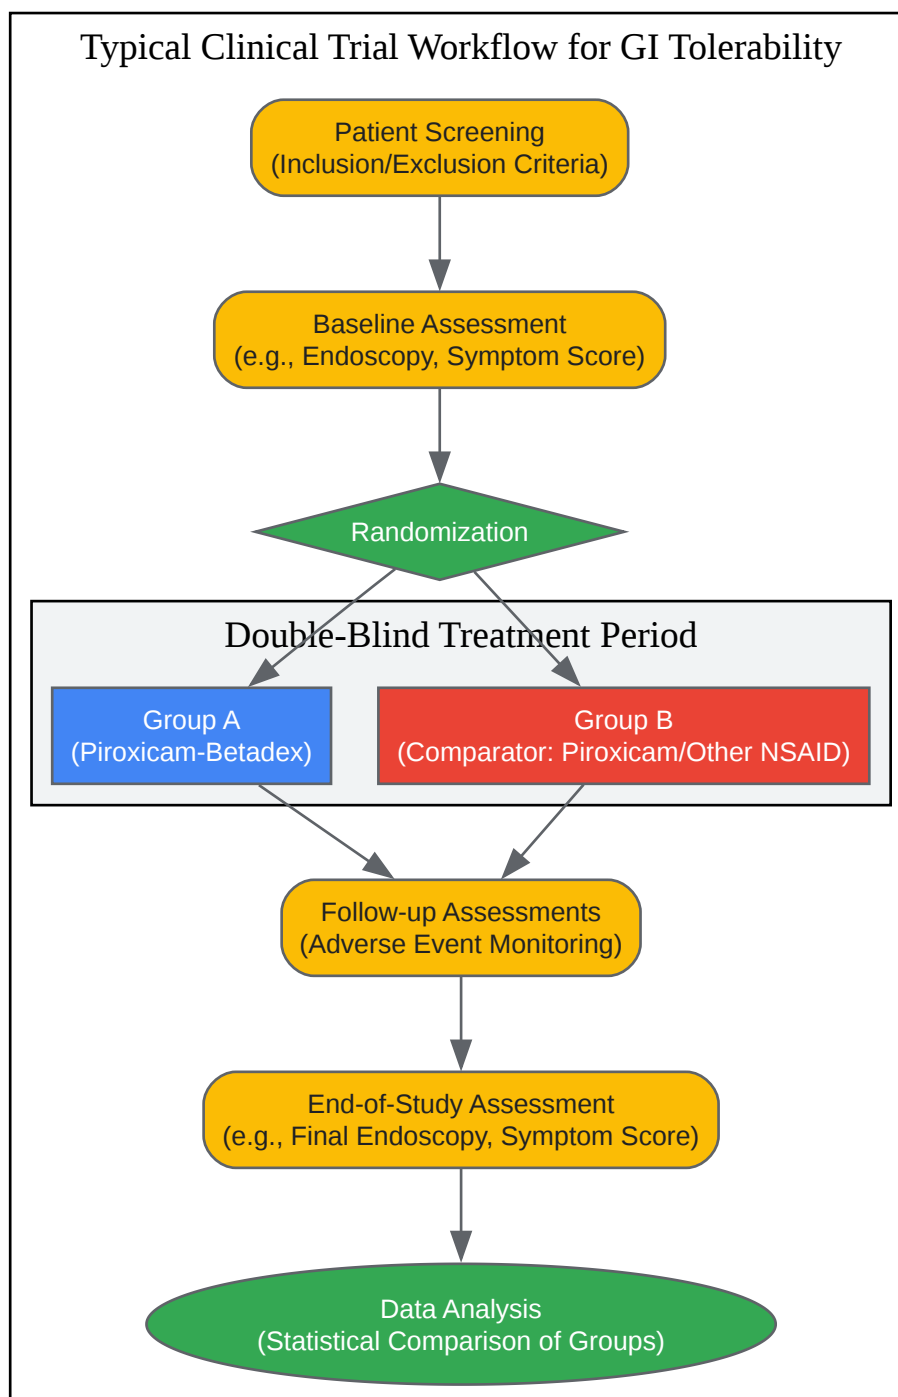 Typical Clinical Trial Workflow for GI Tolerability
Patient Screening
(Inclusion/Exclusion Criteria)
Baseline Assessment
(e.g., Endoscopy, Symptom Score)
Randomization
Double-Blind Treatment Period
Group A
(Piroxicam-Betadex)
Group B
(Comparator: Piroxicam/Other NSAID)
Follow-up Assessments
(Adverse Event Monitoring)
End-of-Study Assessment
(e.g., Final Endoscopy, Symptom Score)
Data Analysis
(Statistical Comparison of Groups)